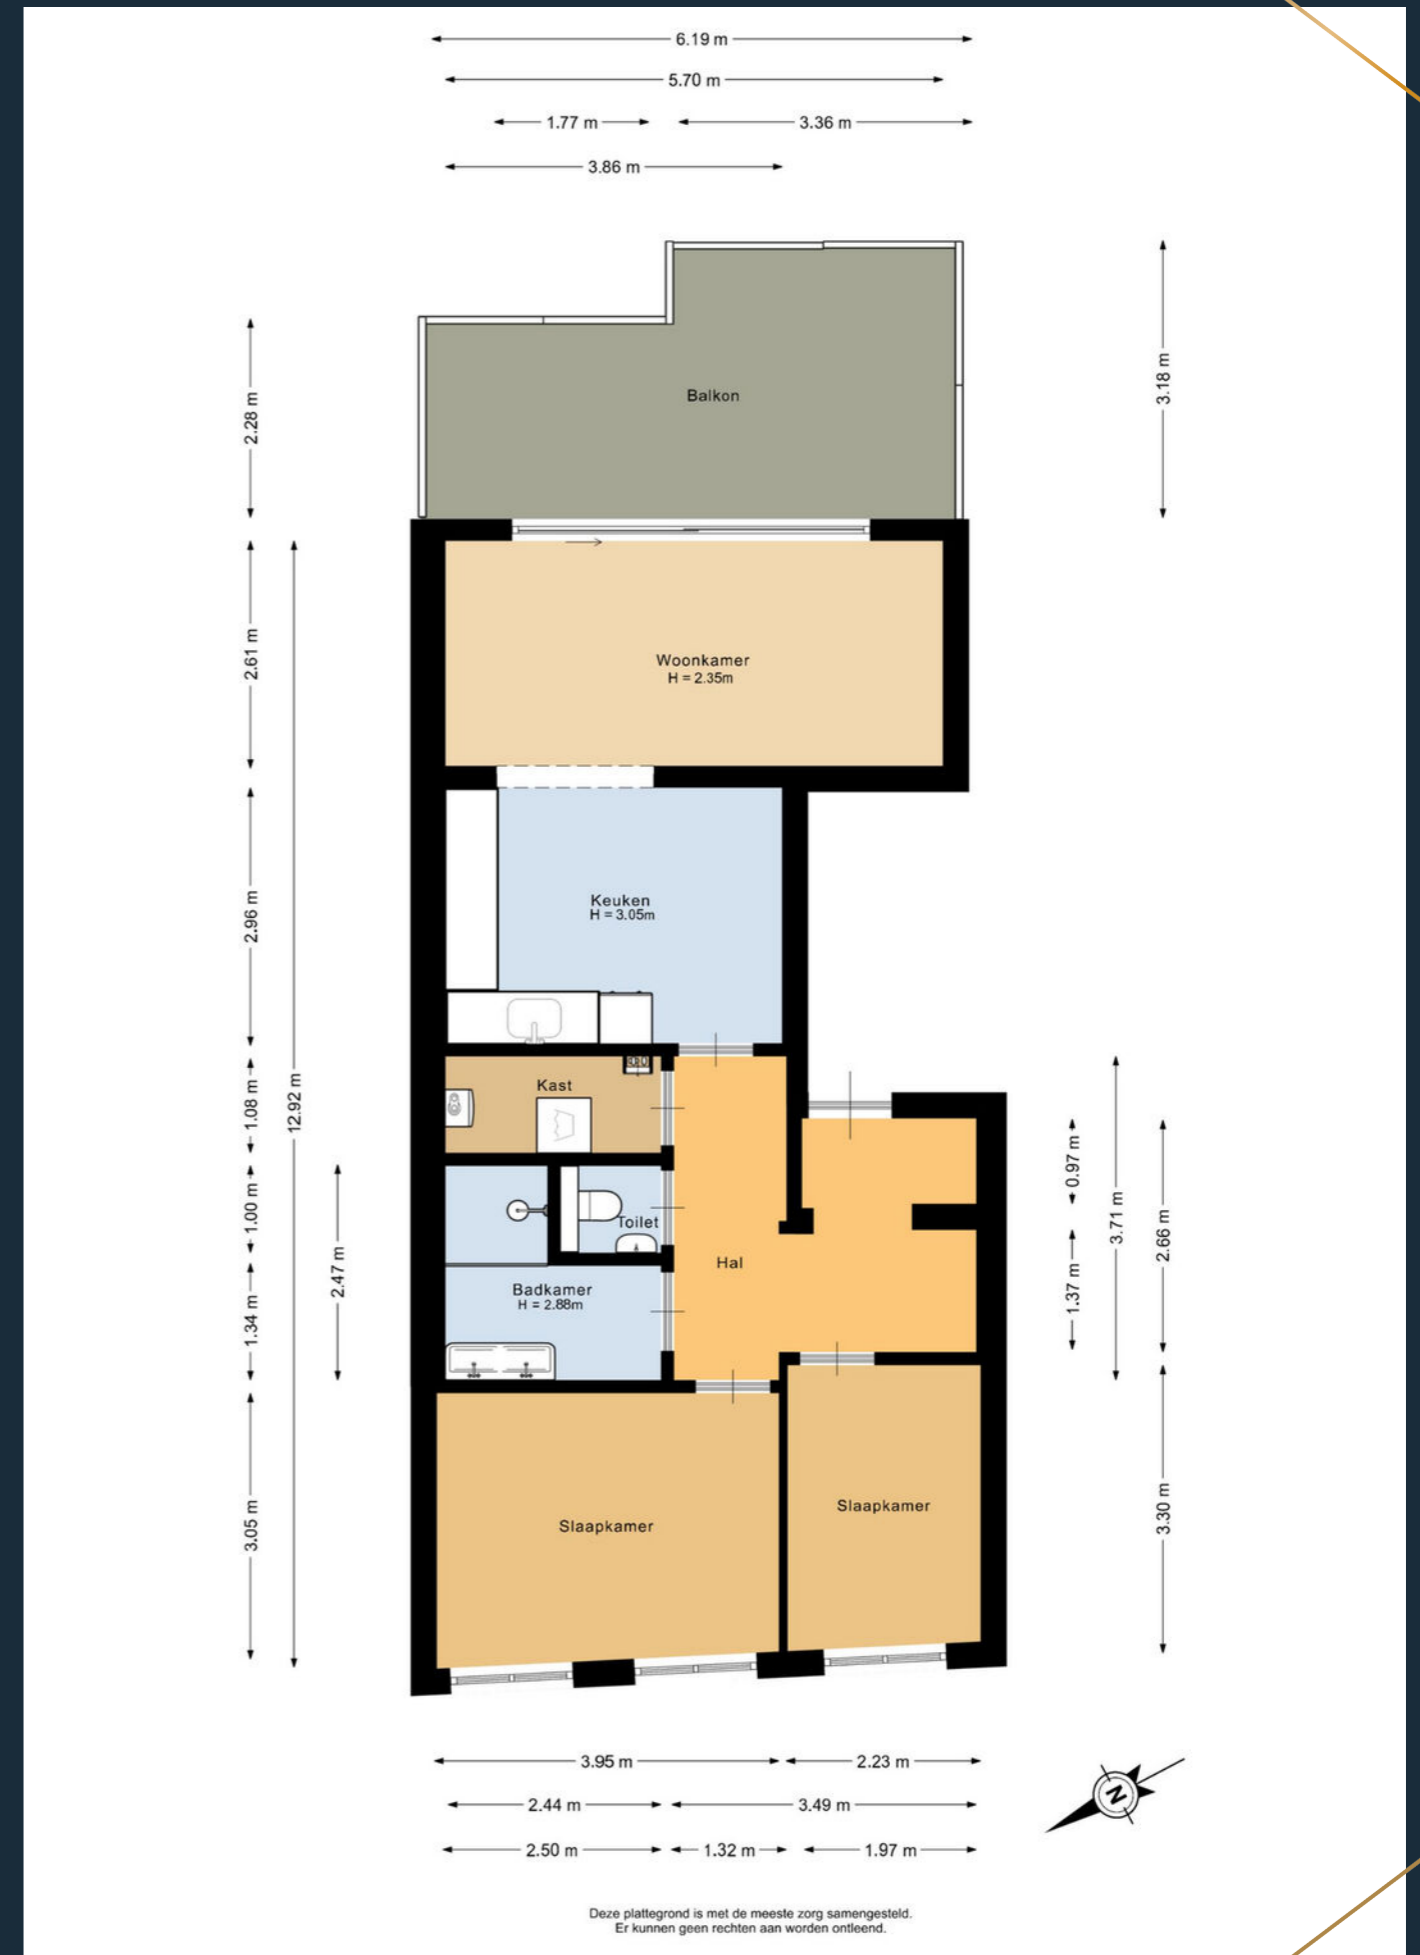 6.19 m
5.70 m
1.77 m
3.36 m
3.86 m
2.28 m
3.18 m
Balkon
2.61 m
Woonkamer
H = 2.35m
2.96 m
Keuken
H = 3.05m
1.08 m
12.92 m
Kast
0.97 m
3.71 m
2.66 m
1.00 m
Toilet
2.47 m
Hal
1.37 m
1.34 m
Badkamer
H = 2.88m
3.05 m
Slaapkamer
Slaapkamer
3.30 m
3.95 m
2.23 m
2.44 m
3.49 m
2.50 m
1.32 m
1.97 m
N
Deze plattegrond is met de meeste zorg samengesteld.
Er kunnen geen rechten aan worden ontleend.